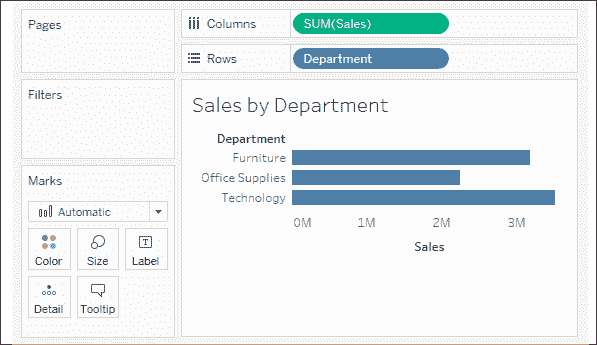 Pages
Columns
SUM(Sales)
Rows
Department
Filters
Marks
Automatic
Color
Size
Label
Detail
Tooltip
Sales by Department
Department
Furniture
Office Supplies
Technology
0M 1M 2M 3M
Sales